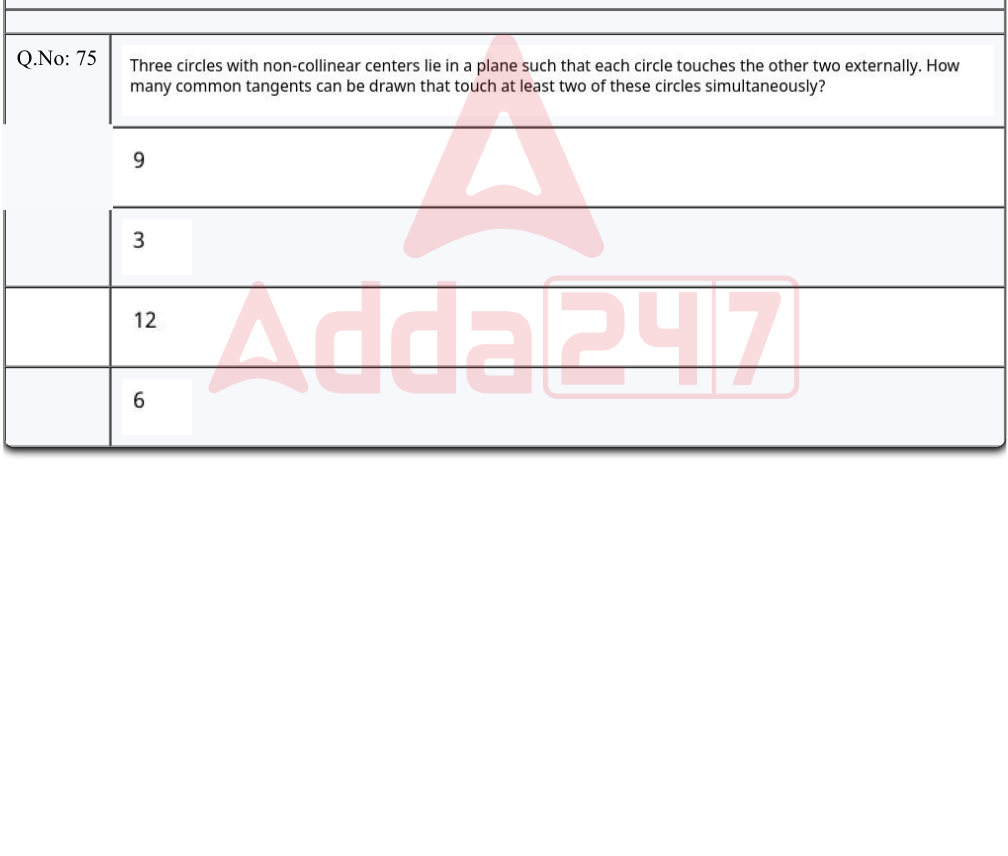 Q.No: 75
Three circles with non-collinear centers lie in a plane such that each circle touches the other two externally. How
many common tangents can be drawn that touch at least two of these circles simultaneously?
9
3
12
6
Adda247